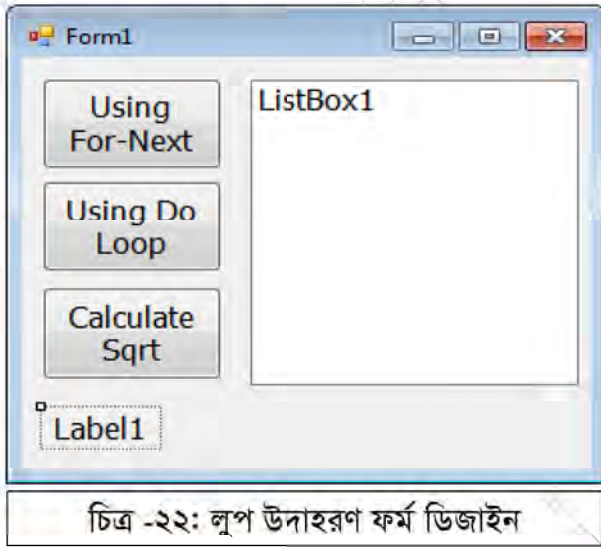 Form1
Using
For-Next
ListBox1
Using Do
Loop
Calculate
Sqrt
Label1
চিত্র -২২: লুপ উদাহরণ ফর্ম ডিজাইন